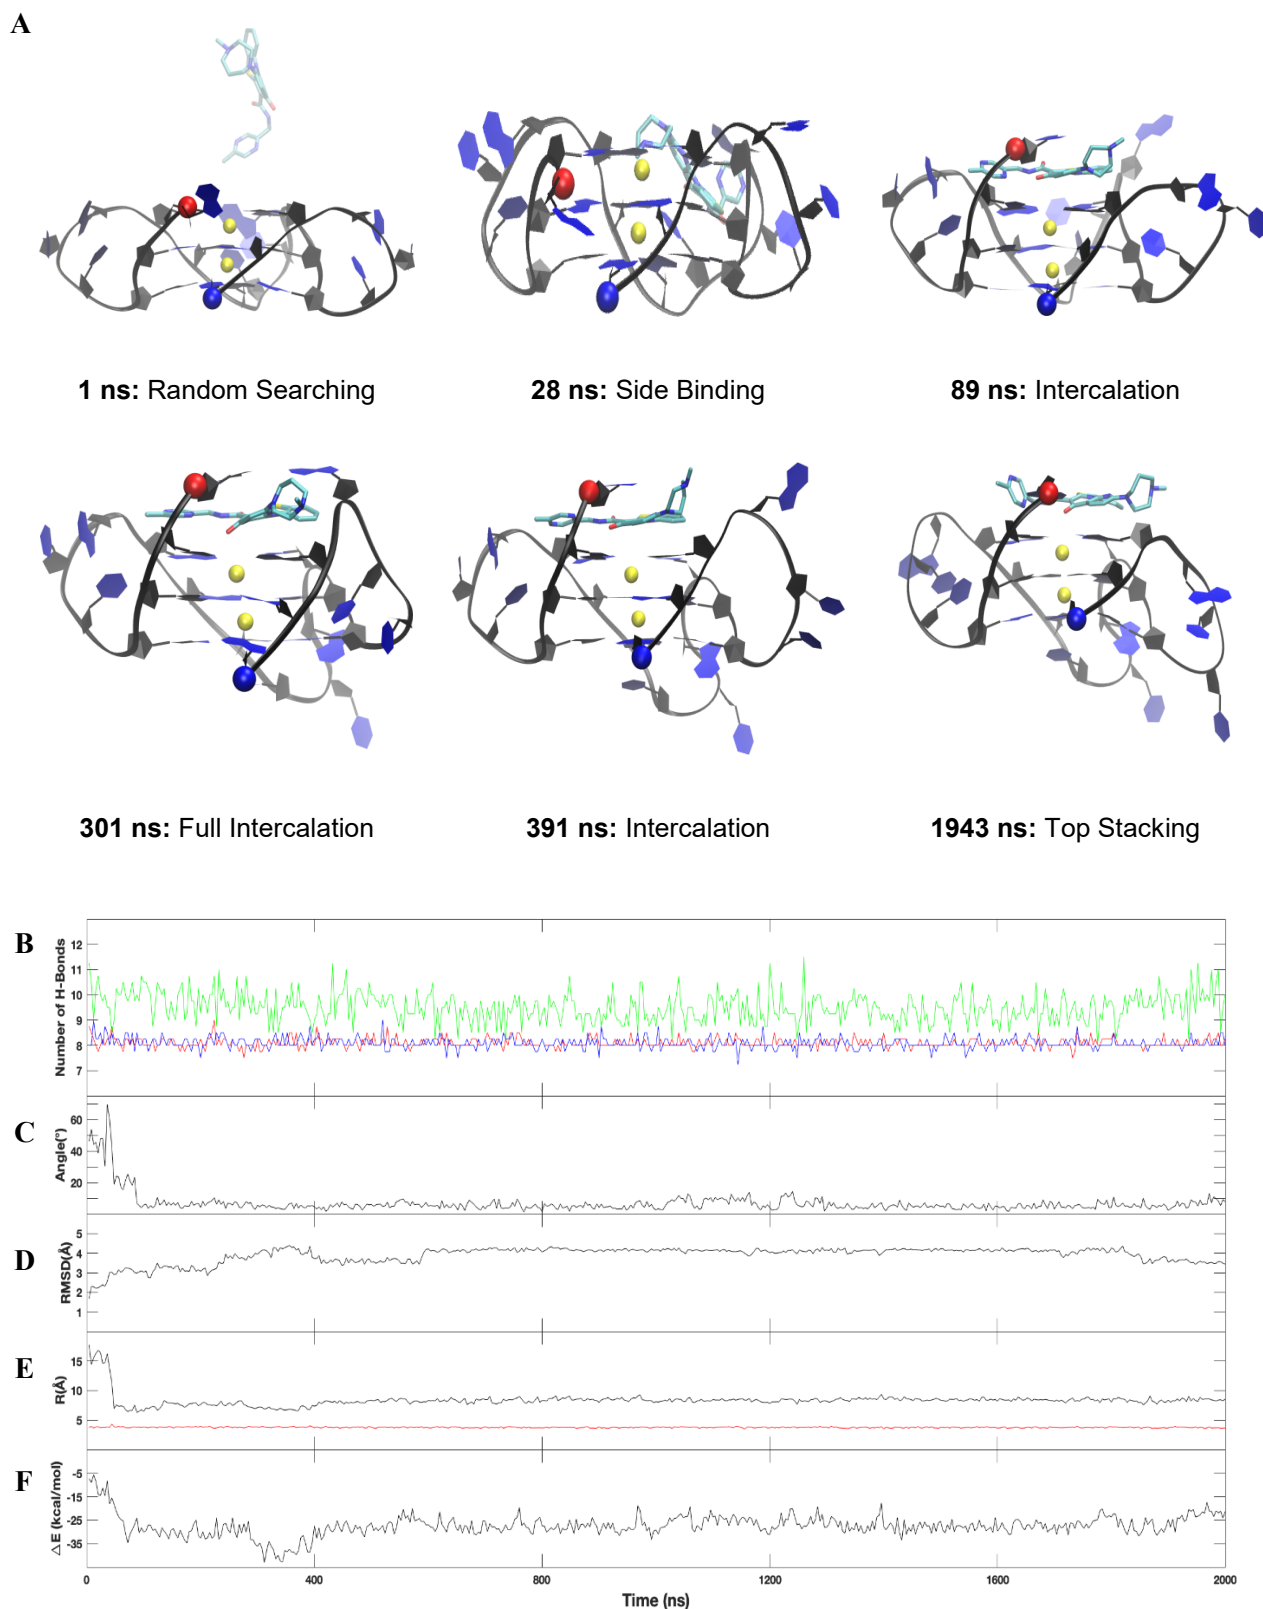 A
1 ns: Random Searching
28 ns: Side Binding
89 ns: Intercalation
301 ns: Full Intercalation
391 ns: Intercalation
1943 ns: Top Stacking
B
Number of H-Bonds
12
11
10
9
8
7
C
Angle(°)
60
40
20
D
RMSD(Å)
5
4
3
2
1
E
R(Å)
15
10
5
F
△E (kcal/mol)
-5
-15
-25
-35
0
400
800
1200
1600
2000
Time (ns)